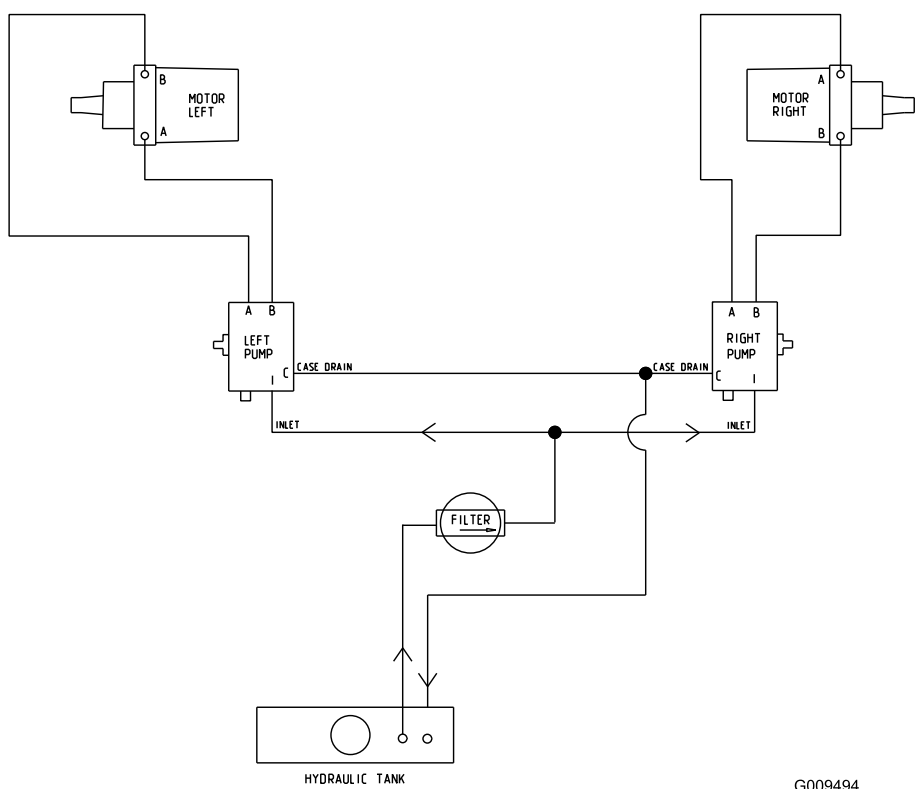 B
MOTOR
LEFT
A
A
MOTOR
RIGHT
B
A B
LEFT
PUMP
C
I
CASE DRAIN
INLET
A B
RIGHT
PUMP
CASE DRAIN
C
I
INLET
FILTER
HYDRAULIC TANK
G009494